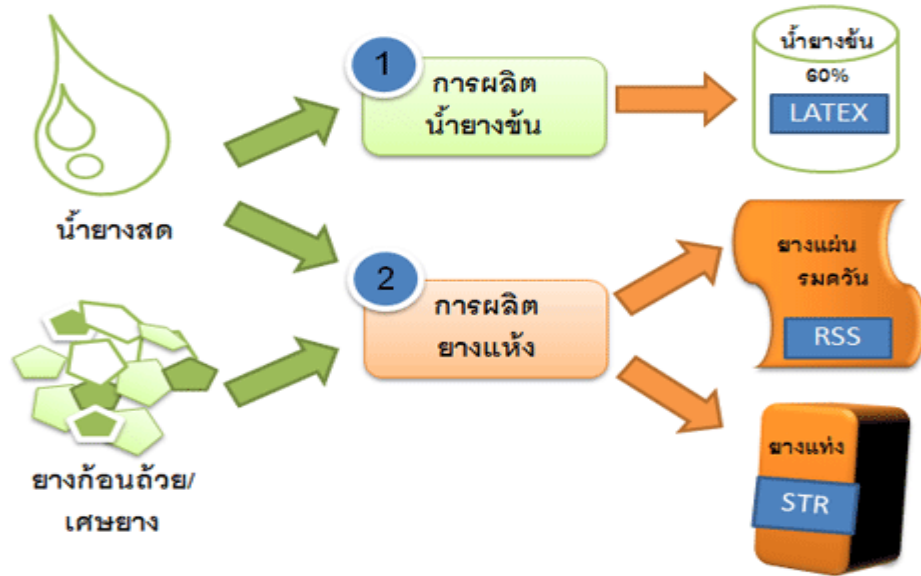 น้ำยางสด
ยางก้อนถ้วย/
เศษยาง
1
การผลิต
น้ำยางข้น
2
การผลิต
ยางแห้ง
น้ำยางข้น
60%
LATEX
ยางแผ่น
รมควัน
RSS
ยางแท่ง
STR